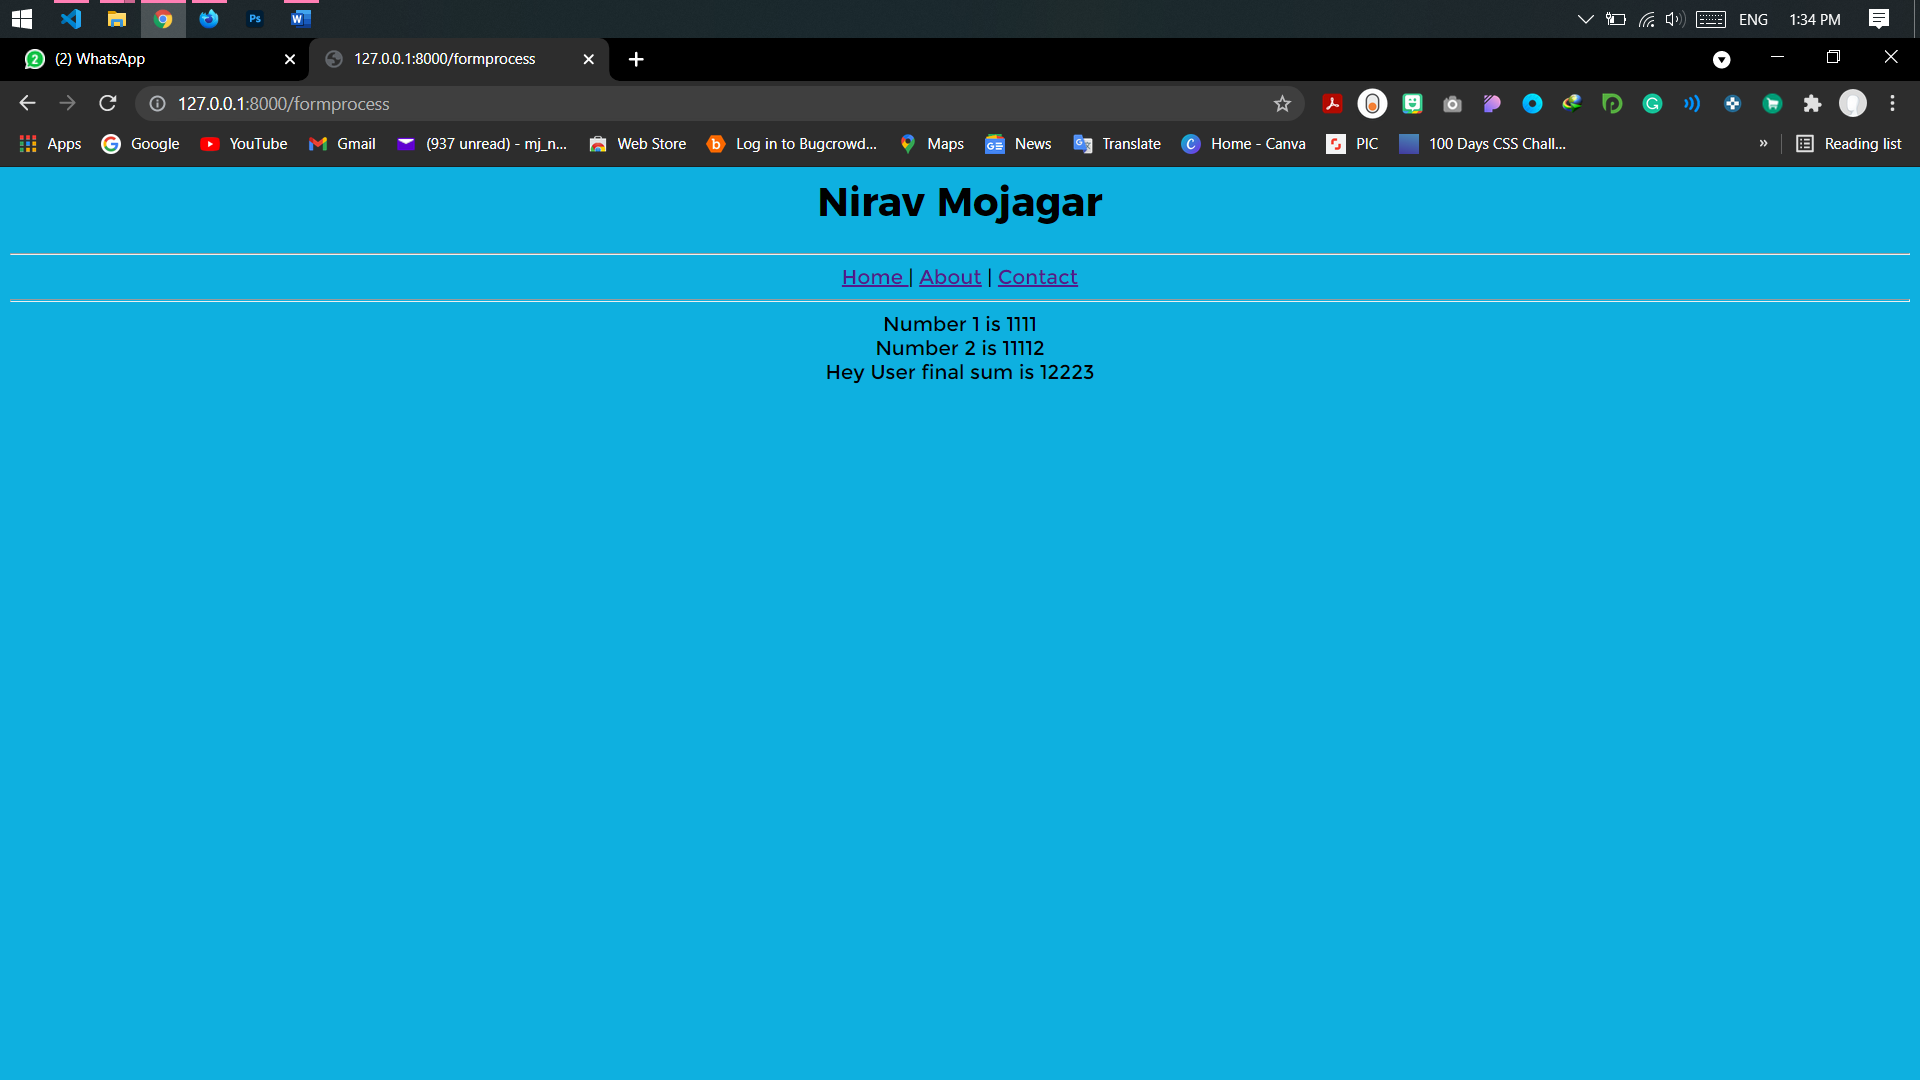 Ps
W
ENG
1:34 PM
2
(2) WhatsApp
127.0.0.1:8000/formprocess
127.0.0.1:8000/formprocess
Apps
Google
YouTube
Gmail
(937 unread) - mj_n...
Web Store
b
Log in to Bugcrowd...
Maps
News
Translate
Home - Canva
PIC
100 Days CSS Chall...
»
Reading list
Nirav Mojagar
Home | About | Contact
Number 1 is 1111
Number 2 is 11112
Hey User final sum is 12223